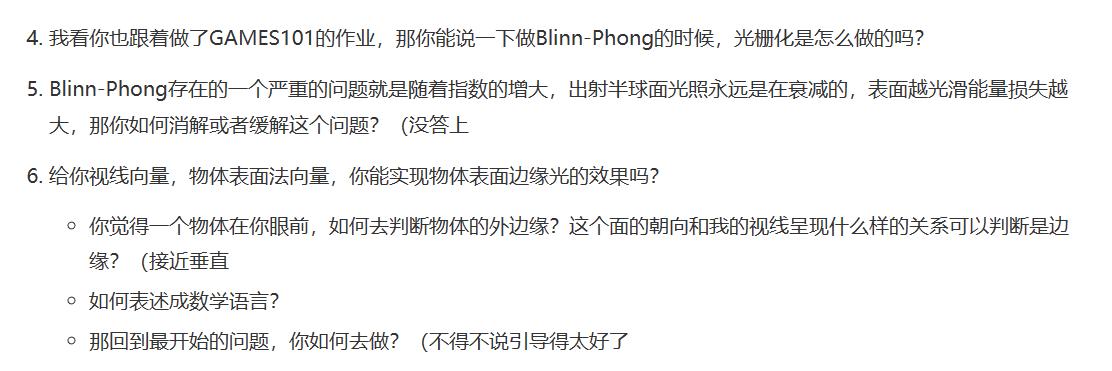 4. 我看你也跟着做了GAMES101的作业，那你能说一下做Blinn-Phong的时候，光栅化是怎么做的吗？
5. Blinn-Phong存在的一个严重的问题就是随着指数的增大，出射半球面光照永远是在衰减的，表面越光滑能量损失越
大，那你如何消解或者缓解这个问题？（没答上
6. 给你视线向量，物体表面法向量，你能实现物体表面边缘光的效果吗？
○ 你觉得一个物体在你眼前，如何去判断物体的外边缘？这个面的朝向和我的视线呈现什么样的关系可以判断是边
缘？（接近垂直
○ 如何表述成数学语言？
○ 那回到最开始的问题，你如何去做？（不得不说引导得太好了